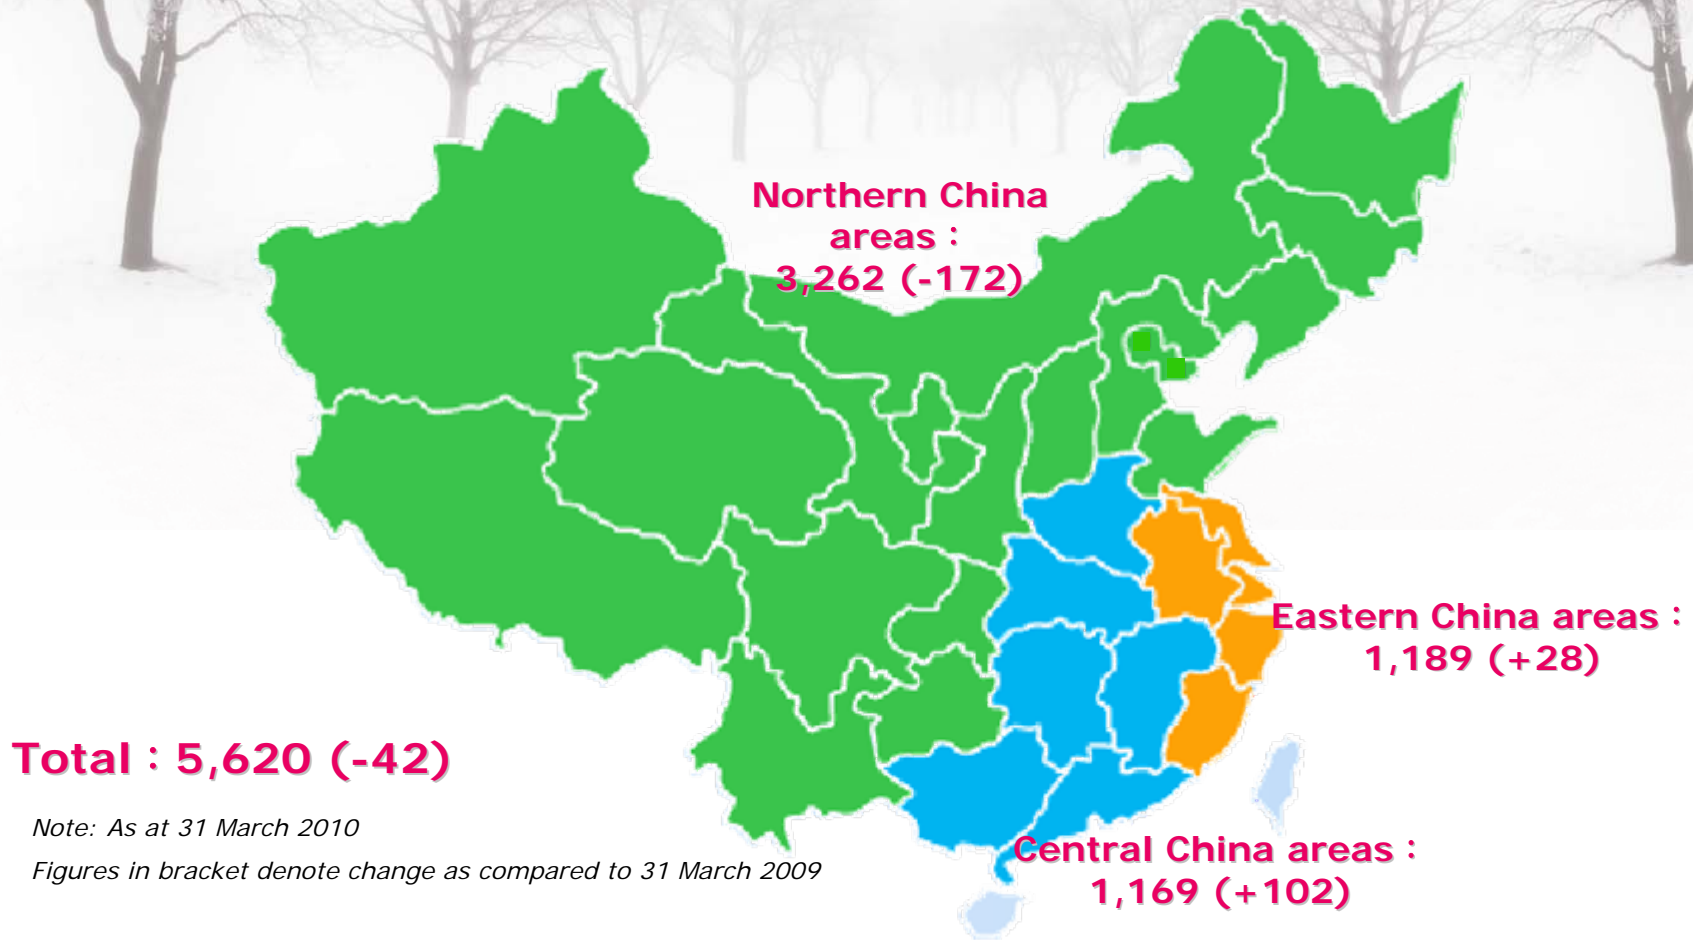 Northern China
areas :
3,262 (-172)
Eastern China areas :
1,189 (+28)
Total : 5,620 (-42)
Note: As at 31 March 2010
Figures in bracket denote change as compared to 31 March 2009
Central China areas :
1,169 (+102)